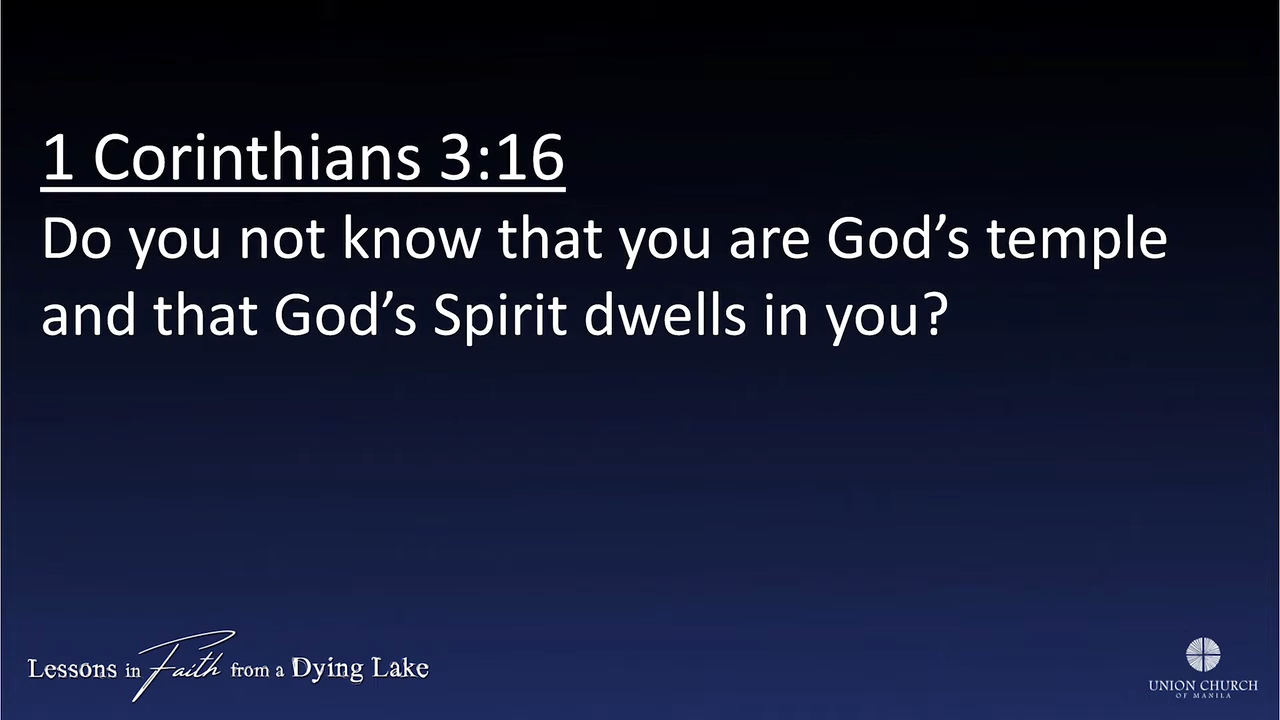 1 Corinthians 3:16
Do you not know that you are God’s temple
and that God’s Spirit dwells in you?
Lessons in Faith from a Dying Lake
UNION CHURCH
OF MANILA